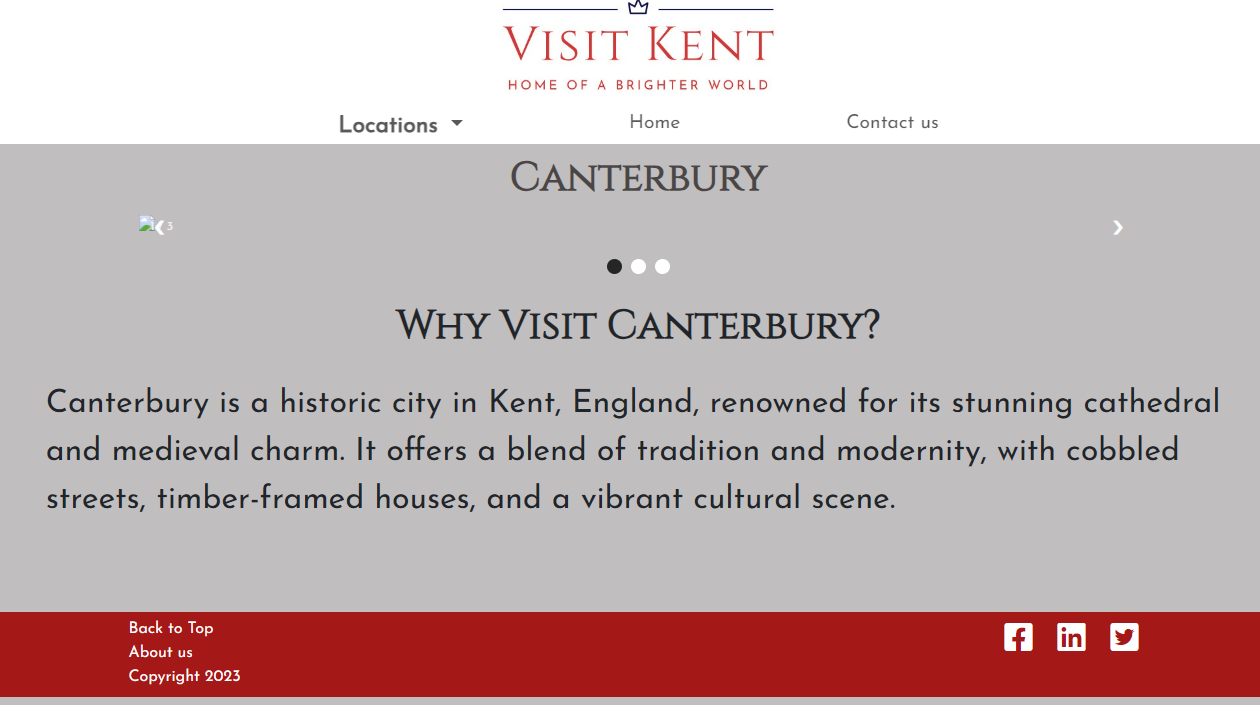 Visit Kent
HOME OF A BRIGHTER WORLD
Locations
Home
Contact us
Canterbury
3
Why Visit Canterbury?
Canterbury is a historic city in Kent, England, renowned for its stunning cathedral
and medieval charm. It offers a blend of tradition and modernity, with cobbled
streets, timber-framed houses, and a vibrant cultural scene.
Back to Top
About us
Copyright 2023